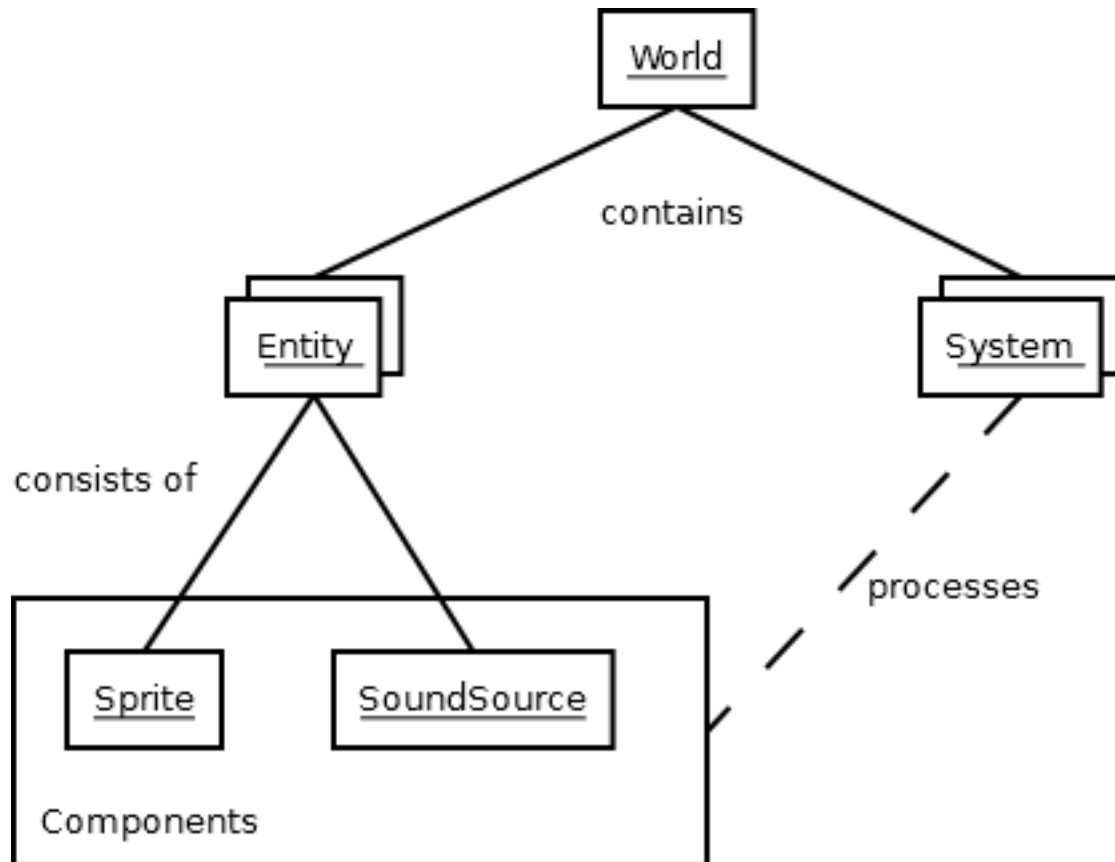 World
contains
Entity
System
consists of
processes
Sprite
SoundSource
Components